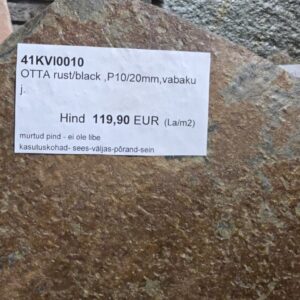 41KVI0010
OTTA rust/black ,P10/20mm,vabaku
j.
Hind 119,90 EUR (La/m2)
murtud pind - ei ole libe
kasutuskohad- sees-väljas-põrand-sein